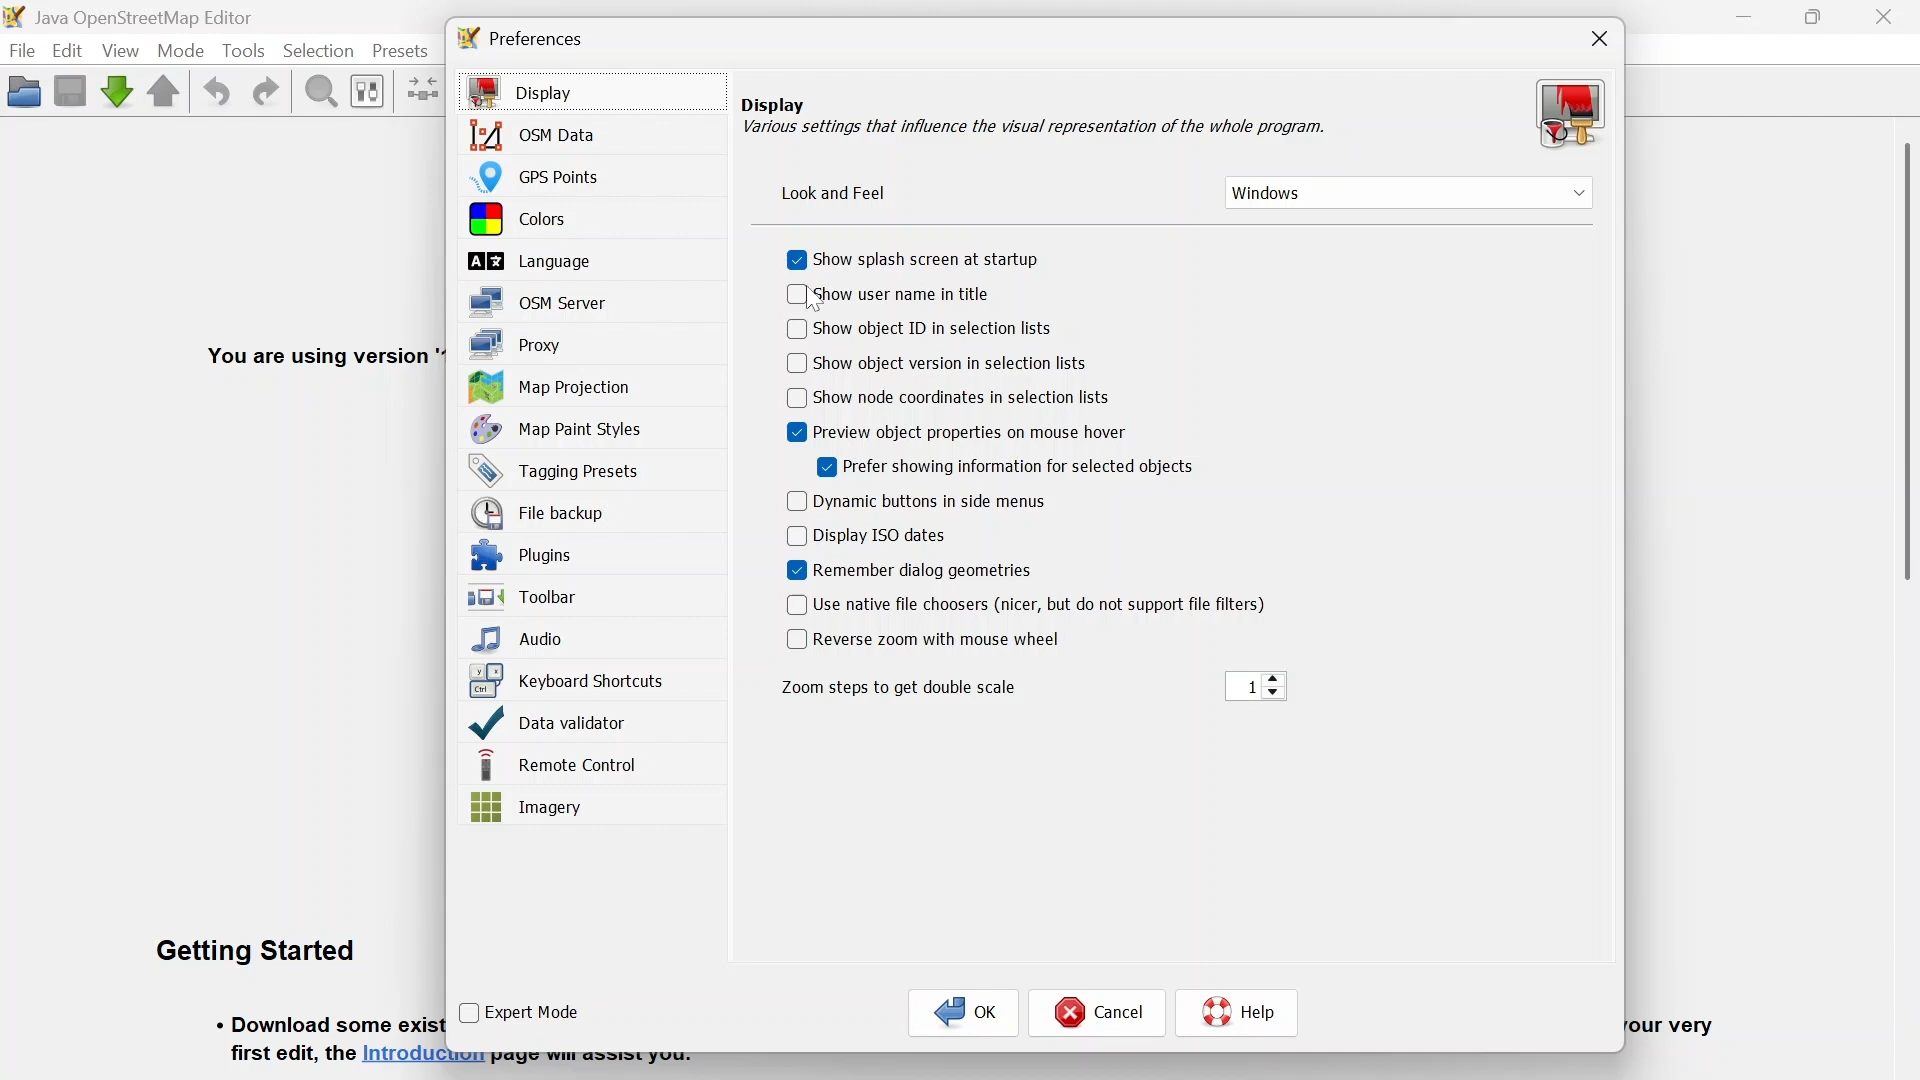 Java OpenStreetMap Editor
File Edit View Mode Tools Selection Presets
Preferences
Display
OSM Data
GPS Points
Colors
Language
OSM Server
Proxy
Map Projection
Map Paint Styles
Tagging Presets
File backup
Plugins
Toolbar
Audio
Keyboard Shortcuts
Data validator
Remote Control
Imagery
Expert Mode
Display
Various settings that influence the visual representation of the whole program.
Look and Feel Windows
Show splash screen at startup
Show user name in title
Show object ID in selection lists
Show object version in selection lists
Show node coordinates in selection lists
Preview object properties on mouse hover
Prefer showing information for selected objects
Dynamic buttons in side menus
Display ISO dates
Remember dialog geometries
Use native file choosers (nicer, but do not support file filters)
Reverse zoom with mouse wheel
Zoom steps to get double scale 1
OK Cancel Help
You are using version
Getting Started
• Download some your very
first edit, the Introduction page will assist you.